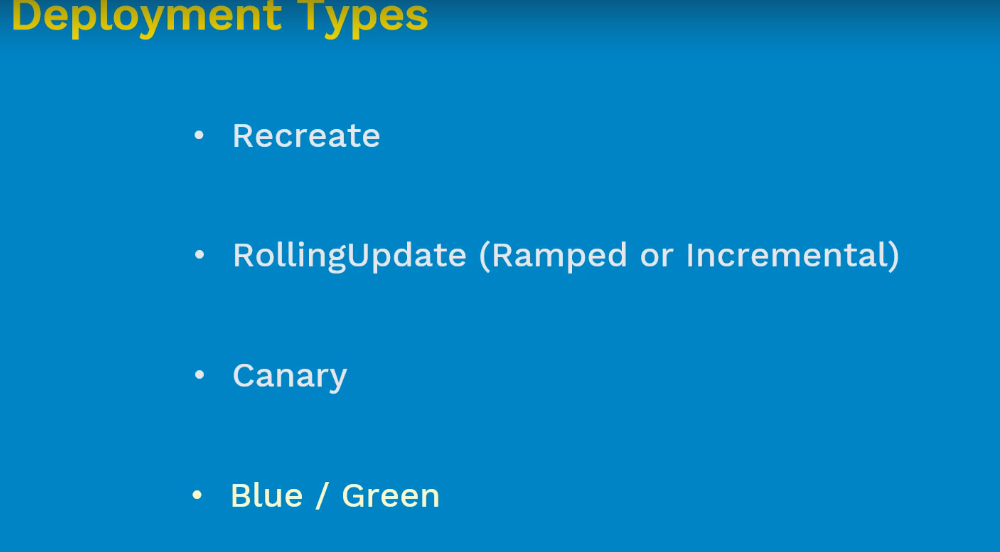 Deployment Types
• Recreate
• RollingUpdate (Ramped or Incremental)
• Canary
• Blue / Green